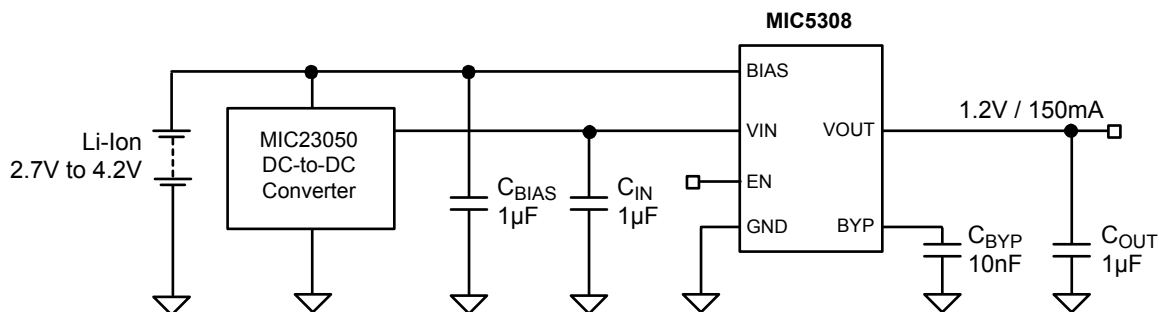 MIC5308
BIAS
VIN
EN
GND
VOUT
BYP
Li-Ion
2.7V to 4.2V
MIC23050
DC-to-DC
Converter
CBIAS
1µF
CIN
1µF
1.2V / 150mA
CBYP
10nF
COUT
1µF